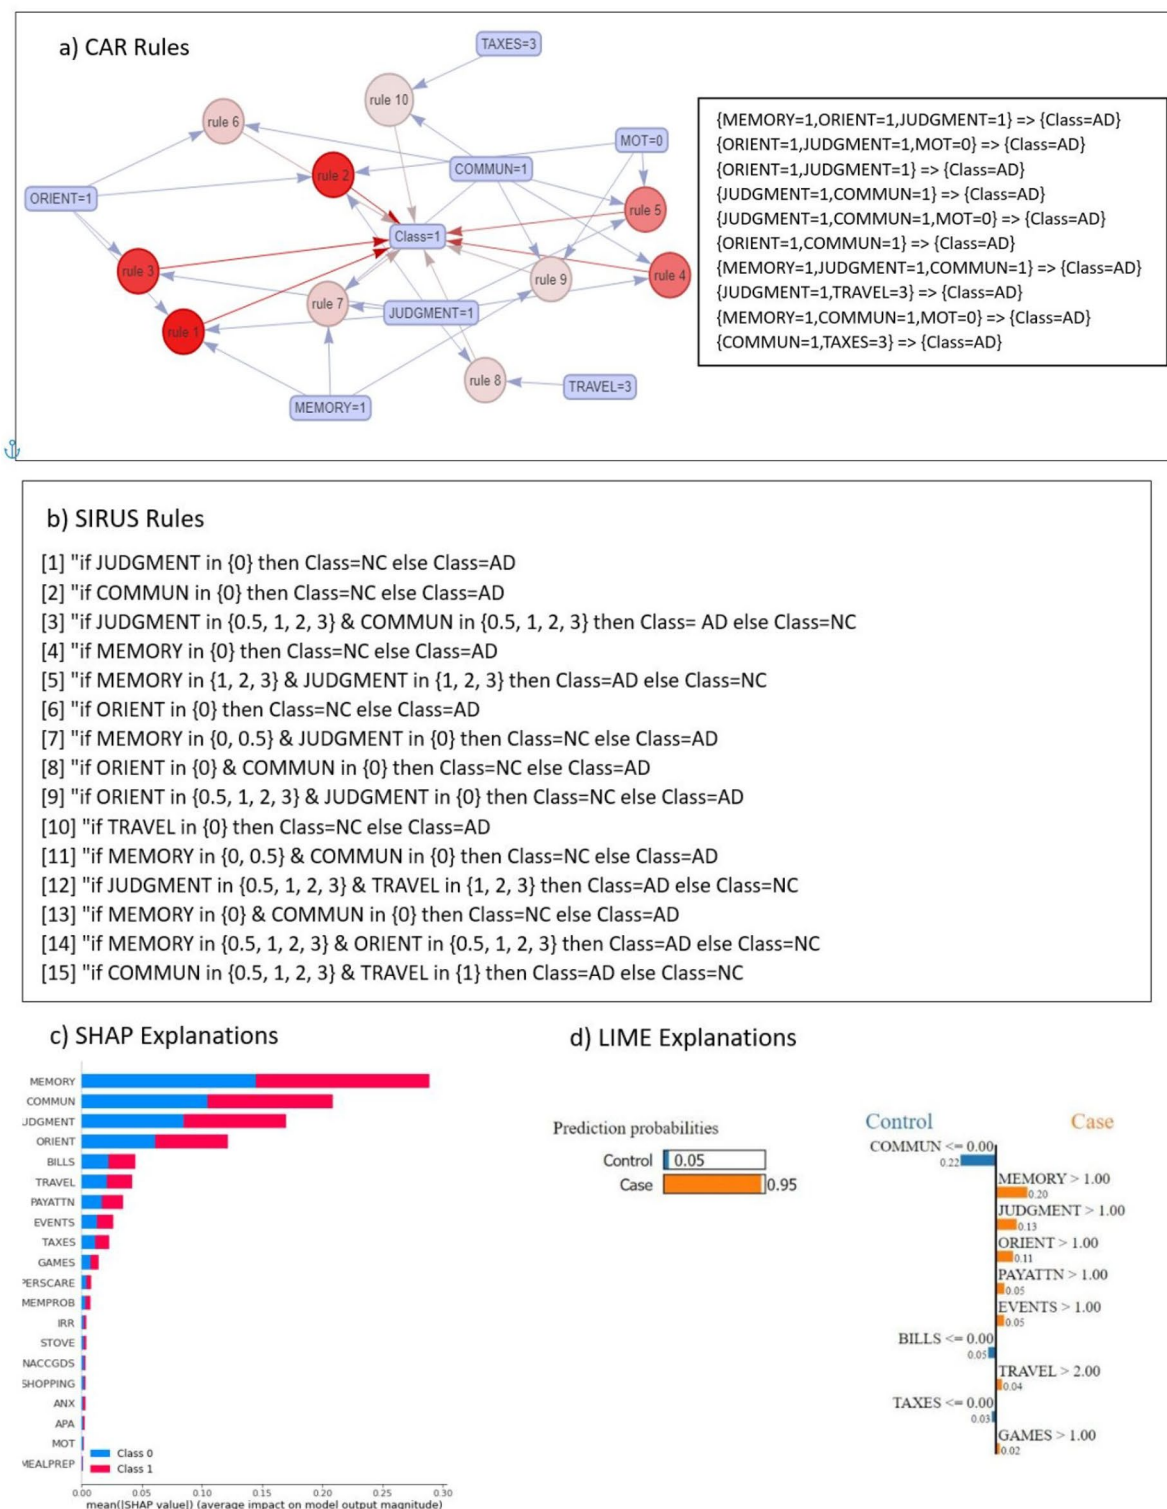 a) CAR Rules
TAXES=3
rule 10
rule 6
MOT=0
rule 2
COMMUN=1
ORIENT=1
rule 5
Class=1
rule 3
rule 9
rule 4
rule 7
JUDGMENT=1
rule 1
rule 8
TRAVEL=3
MEMORY=1
{MEMORY=1,ORIENT=1,JUDGMENT=1} => {Class=AD}
{ORIENT=1,JUDGMENT=1,MOT=0} => {Class=AD}
{ORIENT=1,JUDGMENT=1} => {Class=AD}
{JUDGMENT=1,COMMUN=1} => {Class=AD}
{JUDGMENT=1,COMMUN=1,MOT=0} => {Class=AD}
{ORIENT=1,COMMUN=1} => {Class=AD}
{MEMORY=1,JUDGMENT=1,COMMUN=1} => {Class=AD}
{JUDGMENT=1,TRAVEL=3} => {Class=AD}
{MEMORY=1,COMMUN=1,MOT=0} => {Class=AD}
{COMMUN=1,TAXES=3} => {Class=AD}
b) SIRUS Rules
[1] "if JUDGMENT in {0} then Class=NC else Class=AD
[2] "if COMMUN in {0} then Class=NC else Class=AD
[3] "if JUDGMENT in {0.5, 1, 2, 3} & COMMUN in {0.5, 1, 2, 3} then Class= AD else Class=NC
[4] "if MEMORY in {0} then Class=NC else Class=AD
[5] "if MEMORY in {1, 2, 3} & JUDGMENT in {1, 2, 3} then Class=AD else Class=NC
[6] "if ORIENT in {0} then Class=NC else Class=AD
[7] "if MEMORY in {0, 0.5} & JUDGMENT in {0} then Class=NC else Class=AD
[8] "if ORIENT in {0} & COMMUN in {0} then Class=NC else Class=AD
[9] "if ORIENT in {0.5, 1, 2, 3} & JUDGMENT in {0} then Class=NC else Class=AD
[10] "if TRAVEL in {0} then Class=NC else Class=AD
[11] "if MEMORY in {0, 0.5} & COMMUN in {0} then Class=NC else Class=AD
[12] "if JUDGMENT in {0.5, 1, 2, 3} & TRAVEL in {1, 2, 3} then Class=AD else Class=NC
[13] "if MEMORY in {0} & COMMUN in {0} then Class=NC else Class=AD
[14] "if MEMORY in {0.5, 1, 2, 3} & ORIENT in {0.5, 1, 2, 3} then Class=AD else Class=NC
[15] "if COMMUN in {0.5, 1, 2, 3} & TRAVEL in {1} then Class=AD else Class=NC
c) SHAP Explanations
MEMORY
COMMUN
UDGMENT
ORIENT
BILLS
TRAVEL
PAYATTN
EVENTS
TAXES
GAMES
PERSCARE
MEMPROB
IRR
STOVE
NACCGDS
SHOPPING
ANX
APA
MOT
MEALPREP
Class 0
Class 1
0.00 0.05 0.10 0.15 0.20 0.25 0.30
mean(|SHAP value|) (average impact on model output magnitude)
d) LIME Explanations
Prediction probabilities
Control 0.05
Case 0.95
Control Case
COMMUN <= 0.00
0.22
MEMORY > 1.00
0.20
JUDGMENT > 1.00
0.13
ORIENT > 1.00
0.11
PAYATTN > 1.00
0.05
EVENTS > 1.00
0.05
BILLS <= 0.00
0.05
TRAVEL > 2.00
0.04
TAXES <= 0.00
0.03
GAMES > 1.00
0.02